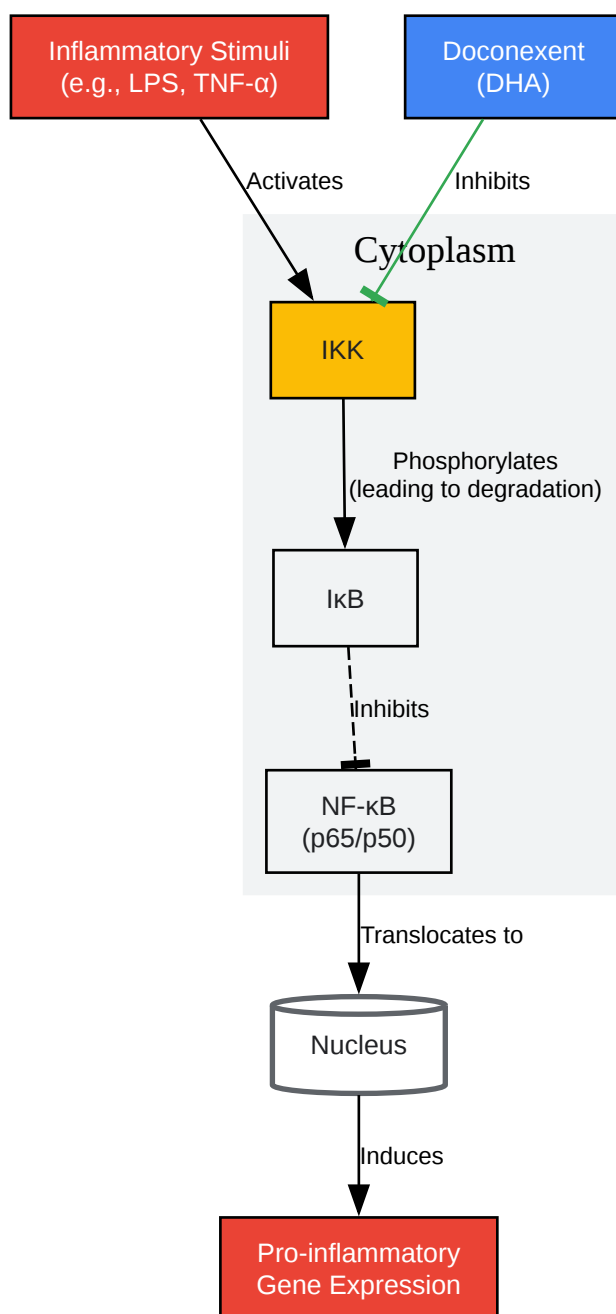 Inflammatory Stimuli
(e.g., LPS, TNF-α)
Doconexent
(DHA)
Activates
Inhibits
Cytoplasm
IKK
Phosphorylates
(leading to degradation)
IκB
Inhibits
NF-κB
(p65/p50)
Translocates to
Nucleus
Induces
Pro-inflammatory
Gene Expression